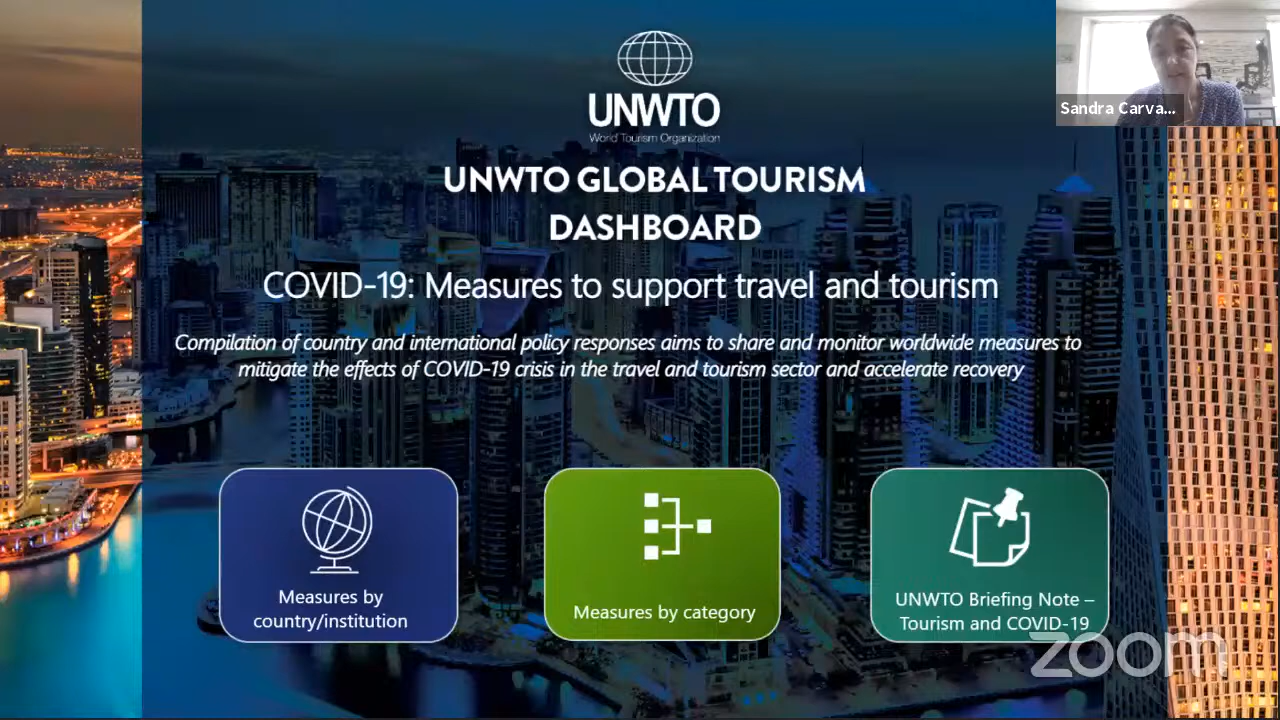 Sandra Carva...
UNWTO
World Tourism Organization
UNWTO GLOBAL TOURISM
DASHBOARD
COVID-19: Measures to support travel and tourism
Compilation of country and international policy responses aims to share and monitor worldwide measures to
mitigate the effects of COVID-19 crisis in the travel and tourism sector and accelerate recovery
Measures by
country/institution
Measures by category
UNWTO Briefing Note –
Tourism and COVID-19
zoom